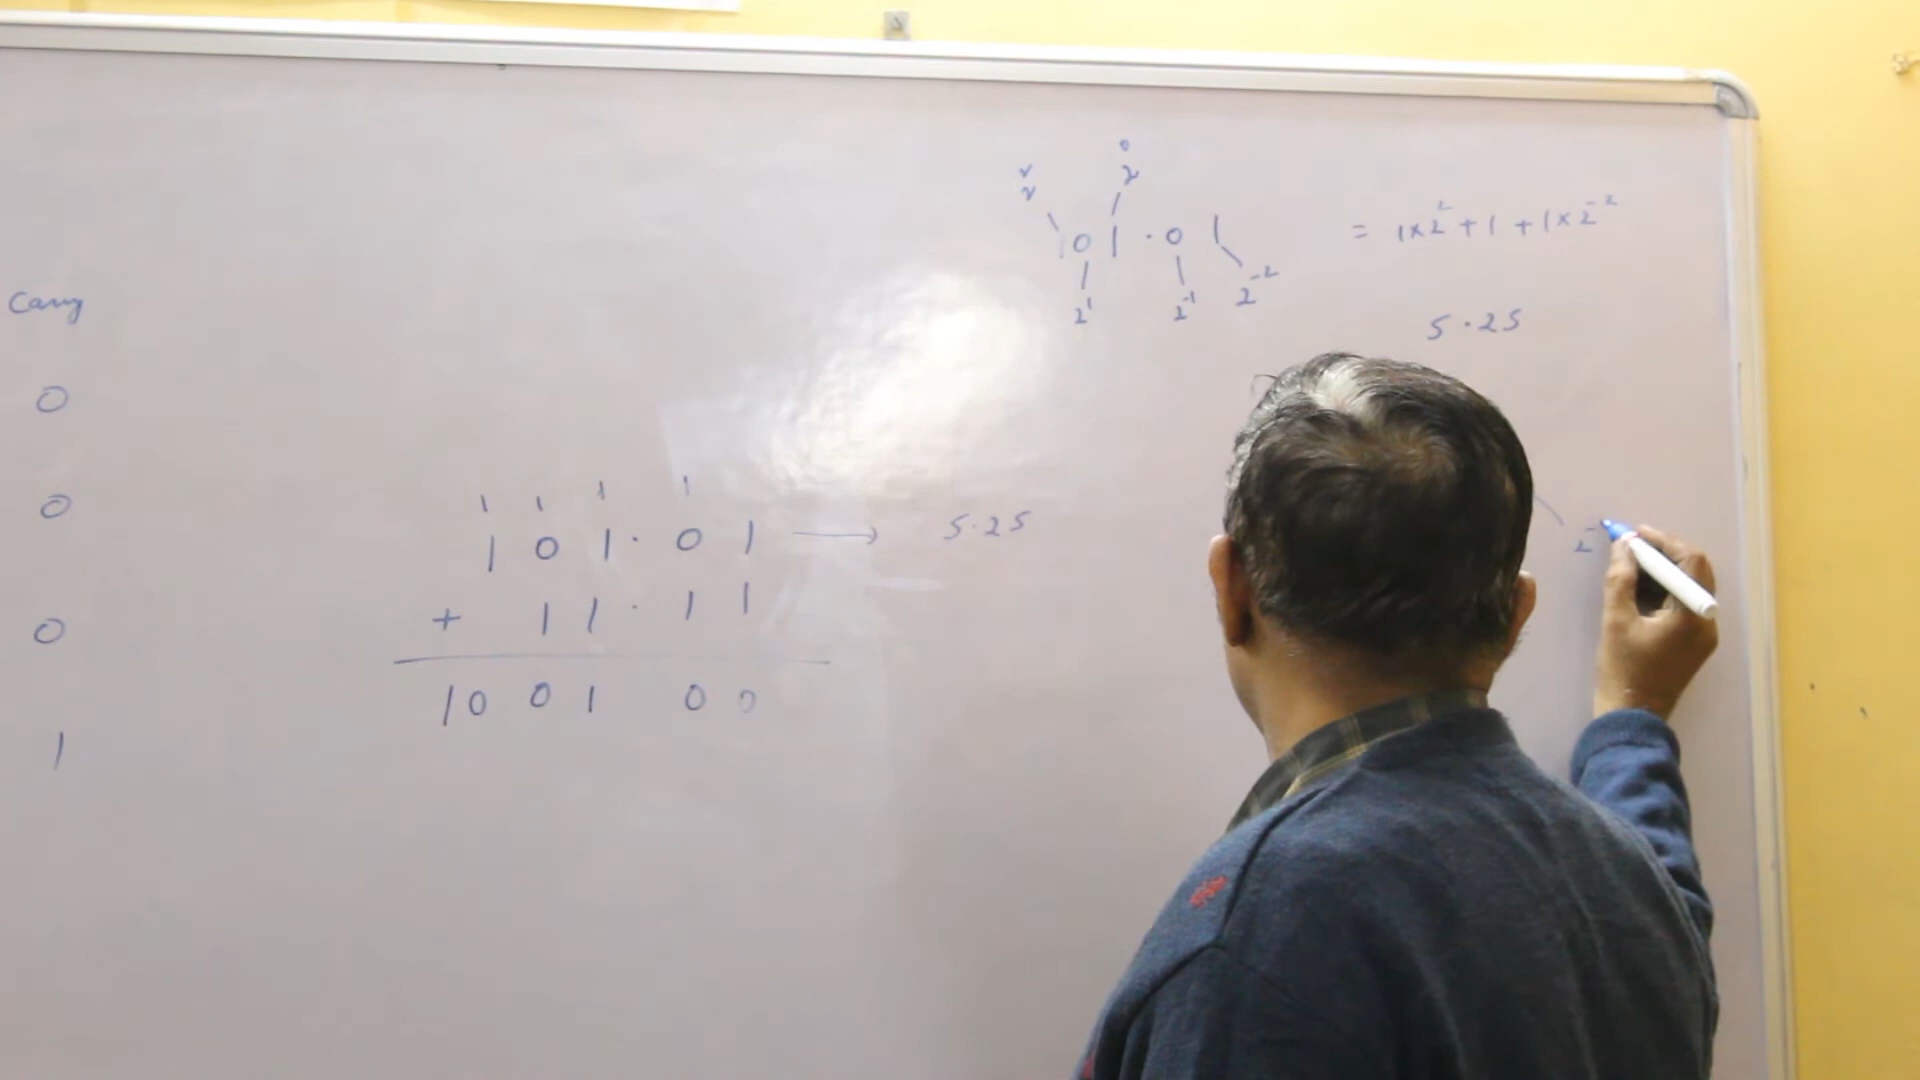 2² 2⁰
101.01 = 1×2²+1+1×2⁻²
2¹ 2⁻¹ 2⁻²
5.25
Carry
0
0
0
1
1 1 1 1
101.01 → 5.25
+ 11.11
1001 00
2⁻